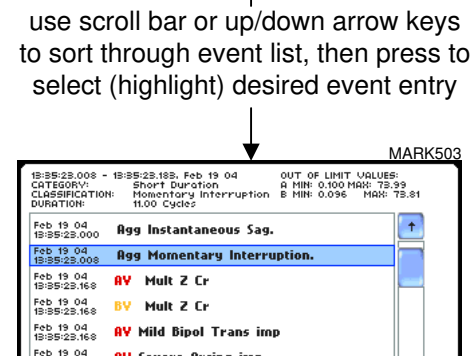 use scroll bar or up/down arrow keys
to sort through event list, then press to
select (highlight) desired event entry
MARK503
13:35:23.008 - 13:35:23.183, Feb 19 04 OUT OF LIMIT VALUES:
CATEGORY: Short Duration A MIN: 0.100 MAX: 73.99
CLASSIFICATION: Momentary Interruption B MIN: 0.096 MAX: 73.81
DURATION: 11.00 Cycles
Feb 19 04
13:35:23.000 Agg Instantaneous Sag.
Feb 19 04
13:35:23.008 Agg Momentary Interruption.
Feb 19 04
13:35:23.168 AV Mult Z Cr
Feb 19 04
13:35:23.168 BV Mult Z Cr
Feb 19 04
13:35:23.168 AV Mild Bipol Trans imp
Feb 19 04